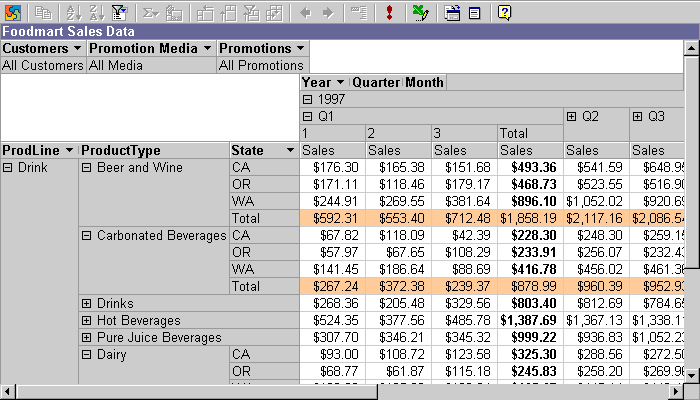 Foodmart Sales Data
Customers Promotion Media Promotions
All Customers All Media All Promotions
Year Quarter Month
1997
Q1 Q2 Q3
1 2 3 Total
ProdLine ProductType State Sales Sales Sales Sales Sales Sales
Drink Beer and Wine CA $176.30 $165.38 $151.68 $493.36 $541.59 $648.95
OR $171.11 $118.46 $179.17 $468.73 $523.55 $516.90
WA $244.91 $269.55 $381.64 $896.10 $1,052.02 $920.69
Total $592.31 $553.40 $712.48 $1,858.19 $2,117.16 $2,086.54
Carbonated Beverages CA $67.82 $118.09 $42.39 $228.30 $248.30 $259.15
OR $57.97 $67.65 $108.29 $233.91 $256.07 $232.43
WA $141.45 $186.64 $88.69 $416.78 $456.02 $461.3
Total $267.24 $372.38 $239.37 $878.99 $960.39 $952.9
Drinks $268.36 $205.48 $329.56 $803.40 $812.69 $784.65
Hot Beverages $524.35 $377.56 $485.78 $1,387.69 $1,367.13 $1,338.1
Pure Juice Beverages $307.70 $346.21 $345.32 $999.22 $936.83 $1,052.2
Dairy CA $93.00 $108.72 $123.58 $325.30 $288.56 $272.50
OR $68.77 $61.87 $115.18 $245.83 $258.20 $269.9